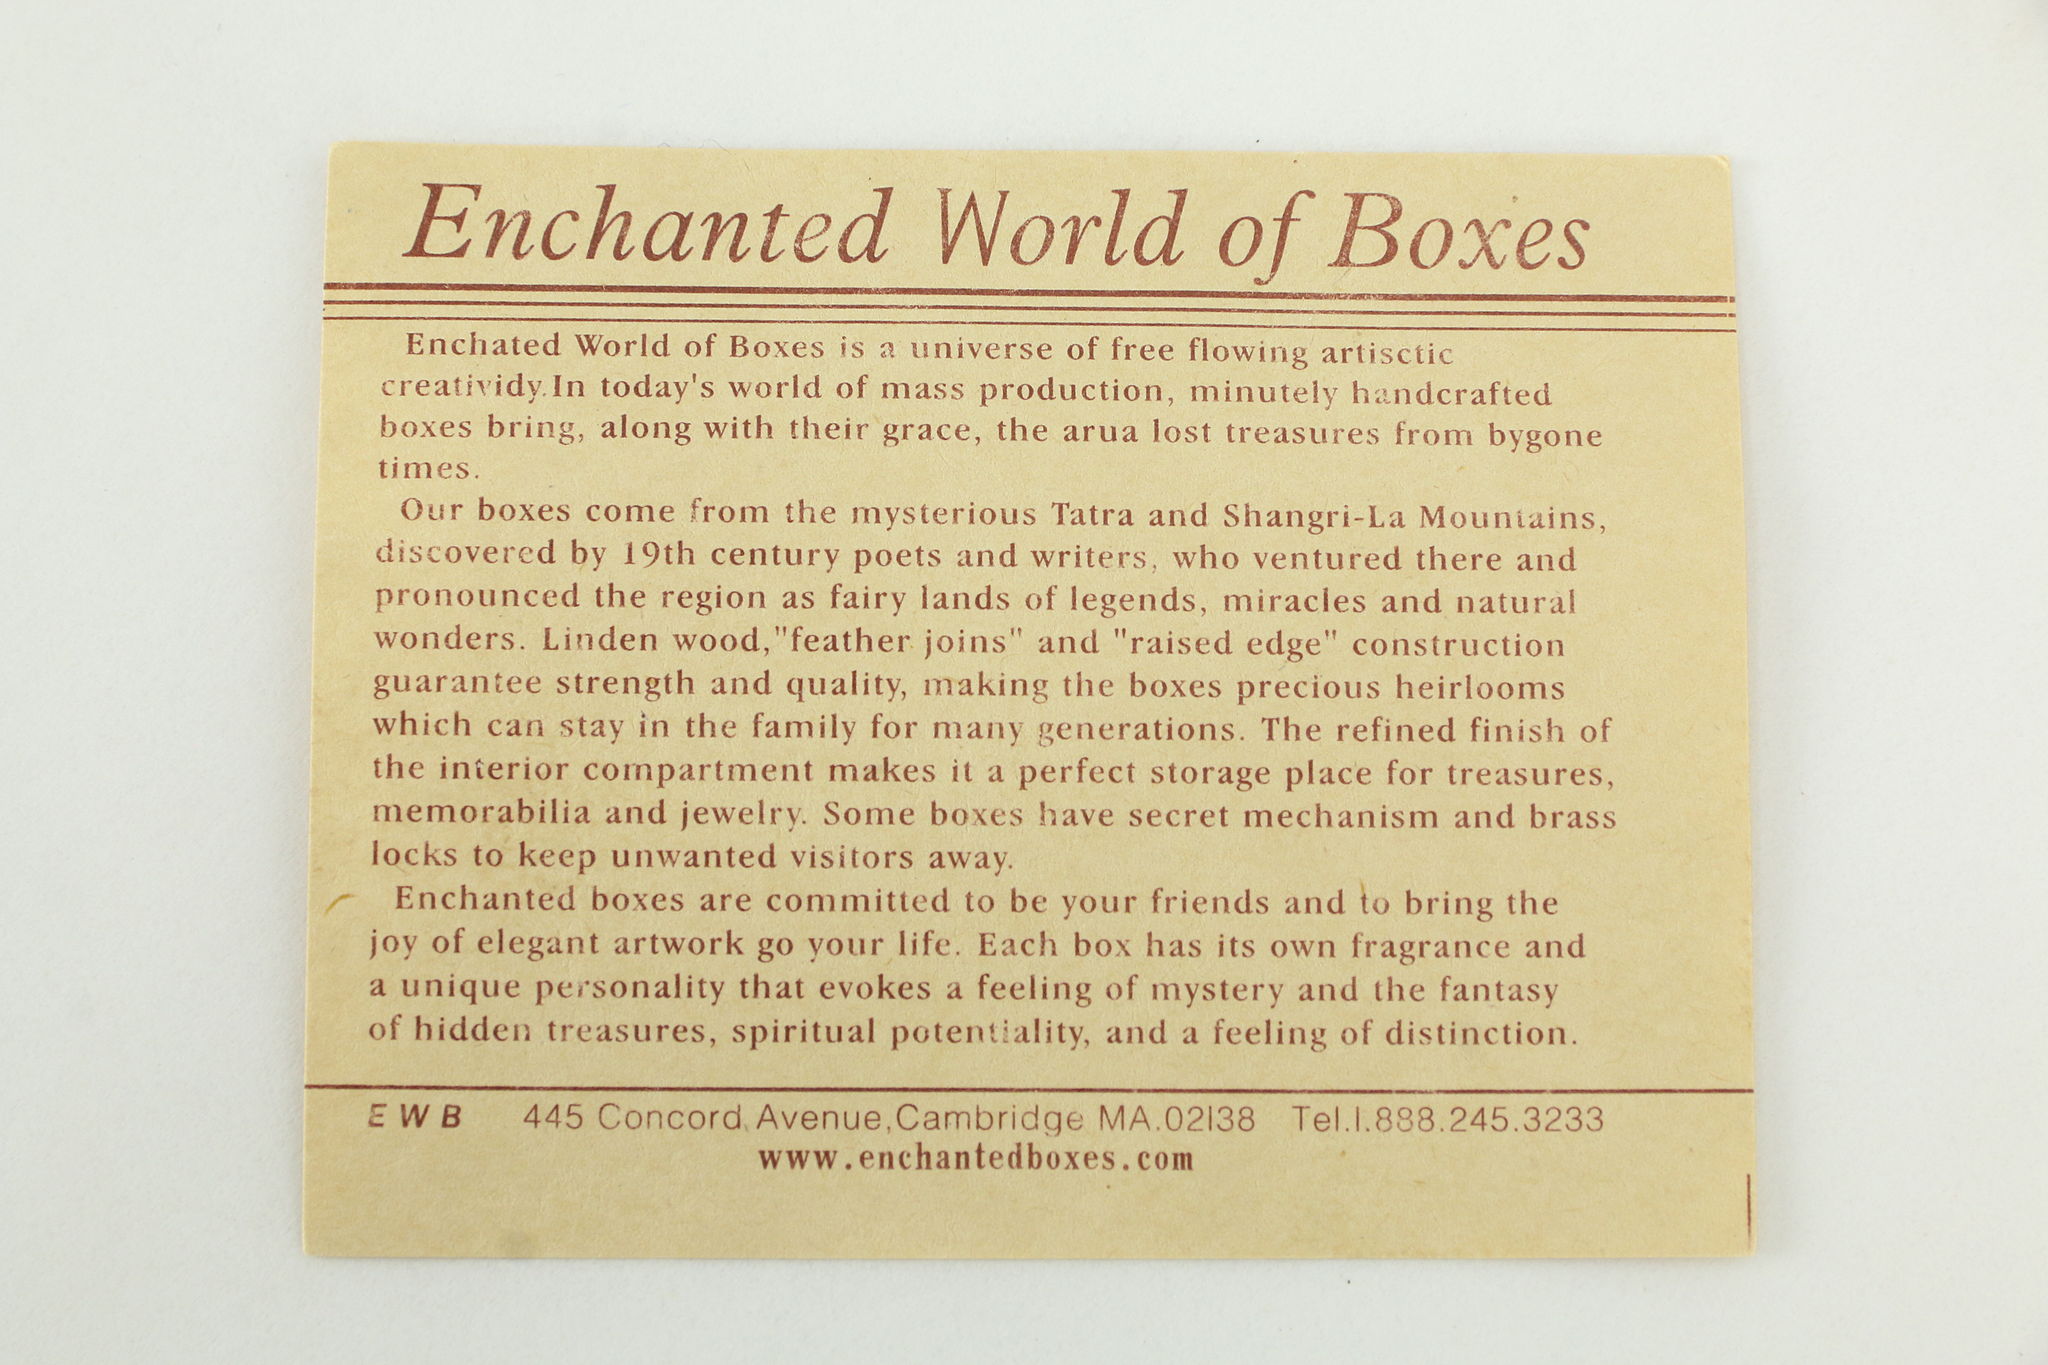 Enchanted World of Boxes
Enchated World of Boxes is a universe of free flowing artisctic
creatividy.In today's world of mass production, minutely handcrafted
boxes bring, along with their grace, the arua lost treasures from bygone
times.
Our boxes come from the mysterious Tatra and Shangri-La Mountains,
discovered by 19th century poets and writers, who ventured there and
pronounced the region as fairy lands of legends, miracles and natural
wonders. Linden wood,"feather joins" and "raised edge" construction
guarantee strength and quality, making the boxes precious heirlooms
which can stay in the family for many generations. The refined finish of
the interior compartment makes it a perfect storage place for treasures,
memorabilia and jewelry. Some boxes have secret mechanism and brass
locks to keep unwanted visitors away.
Enchanted boxes are committed to be your friends and to bring the
joy of elegant artwork go your life. Each box has its own fragrance and
a unique personality that evokes a feeling of mystery and the fantasy
of hidden treasures, spiritual potentiality, and a feeling of distinction.
EWB 445 Concord Avenue,Cambridge MA.02138 Tel.1.888.245.3233
www.enchantedboxes.com